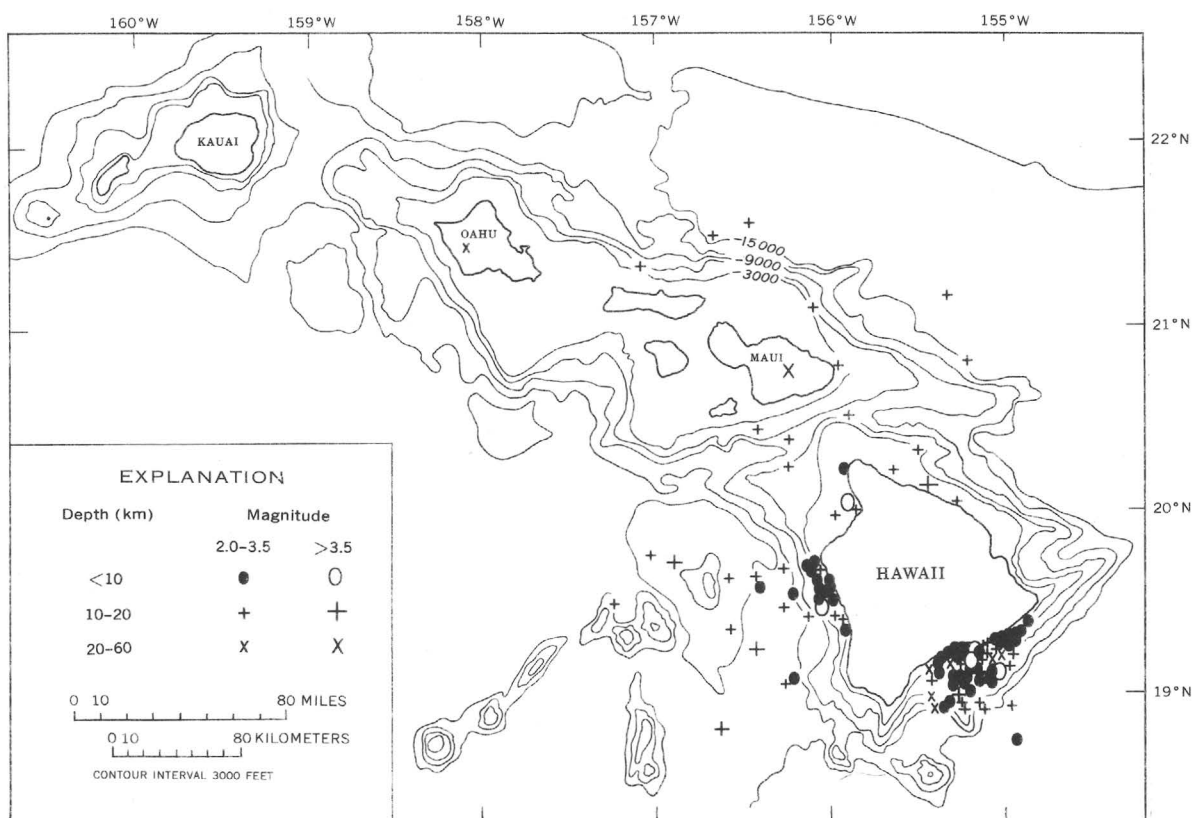 160°W 159°W 158°W 157°W 156°W 155°W
22°N
KAUAI
OAHU
-15000
-9000
-3000
21°N
MAUI
20°N
HAWAII
19°N
EXPLANATION
Depth (km) Magnitude
2.0-3.5 >3.5
<10
10-20
20-60
0 10 80 MILES
0 10 80 KILOMETERS
CONTOUR INTERVAL 3000 FEET